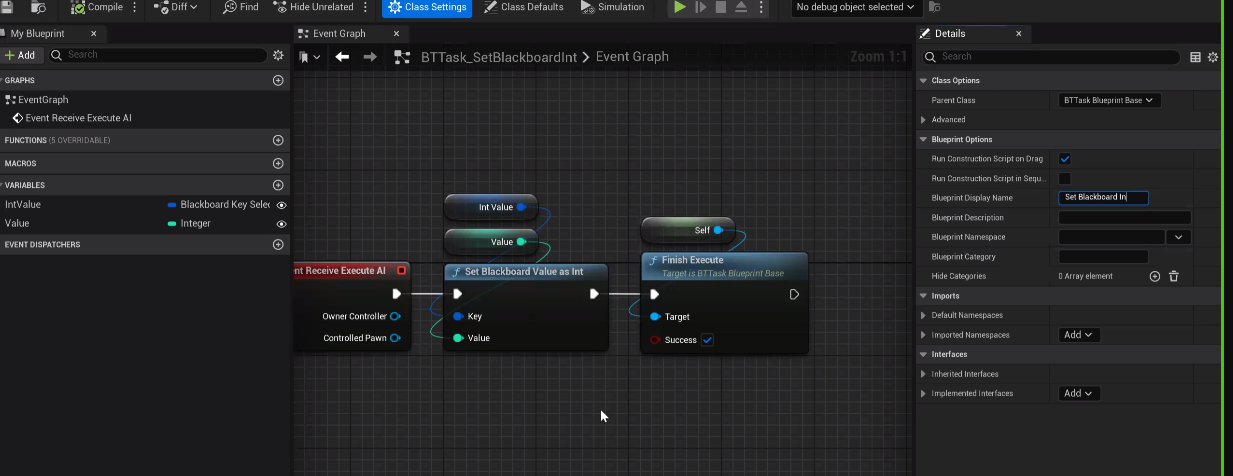 Compile
Diff
Find
Hide Unrelated
Class Settings
Class Defaults
Simulation
No debug object selected
My Blueprint
Add
Search
GRAPHS
EventGraph
Event Receive Execute AI
FUNCTIONS (5 OVERRIDABLE)
MACROS
VARIABLES
IntValue Blackboard Key Selec
Value Integer
EVENT DISPATCHERS
Event Graph
BTTask_SetBlackboardInt > Event Graph
Zoom 1:1
Int Value
Value
nt Receive Execute AI
Owner Controller
Controlled Pawn
Set Blackboard Value as Int
Key
Value
Self
Finish Execute
Target is BTTask Blueprint Base
Target
Success
Details
Search
Class Options
Parent Class BTTask Blueprint Base
Advanced
Blueprint Options
Run Construction Script on Drag
Run Construction Script in Sequ...
Blueprint Display Name Set Blackboard In
Blueprint Description
Blueprint Namespace
Blueprint Category
Hide Categories 0 Array element
Imports
Default Namespaces
Imported Namespaces Add
Interfaces
Inherited Interfaces
Implemented Interfaces Add